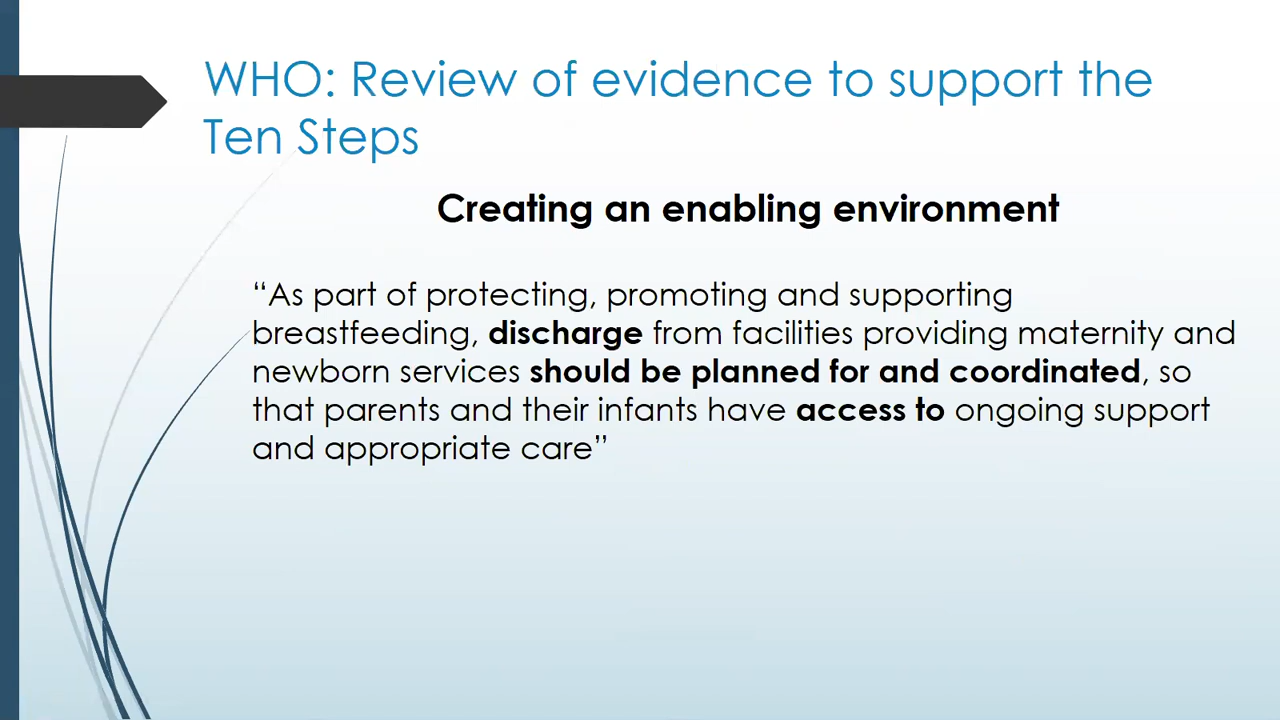 WHO: Review of evidence to support the
Ten Steps
Creating an enabling environment
“As part of protecting, promoting and supporting
breastfeeding, discharge from facilities providing maternity and
newborn services should be planned for and coordinated, so
that parents and their infants have access to ongoing support
and appropriate care”